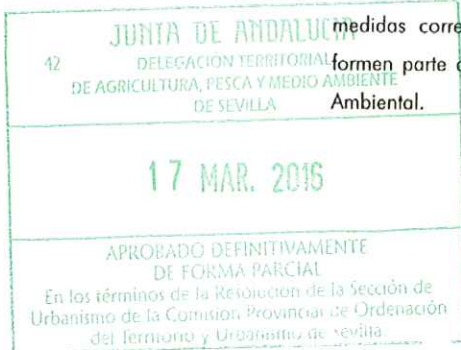 JUNTA DE ANDALUCIA
42 DELEGACIÓN TERRITORIAL
DE AGRICULTURA, PESCA Y MEDIO AMBIENTE
DE SEVILLA
medidas corre
formen parte
Ambiental.
17 MAR. 2016
APROBADO DEFINITIVAMENTE
DE FORMA PARCIAL
En los términos de la Resolución de la Sección de
Urbanismo de la Comisión Provincial de Ordenación
del Territorio y Urbanismo de Sevilla.